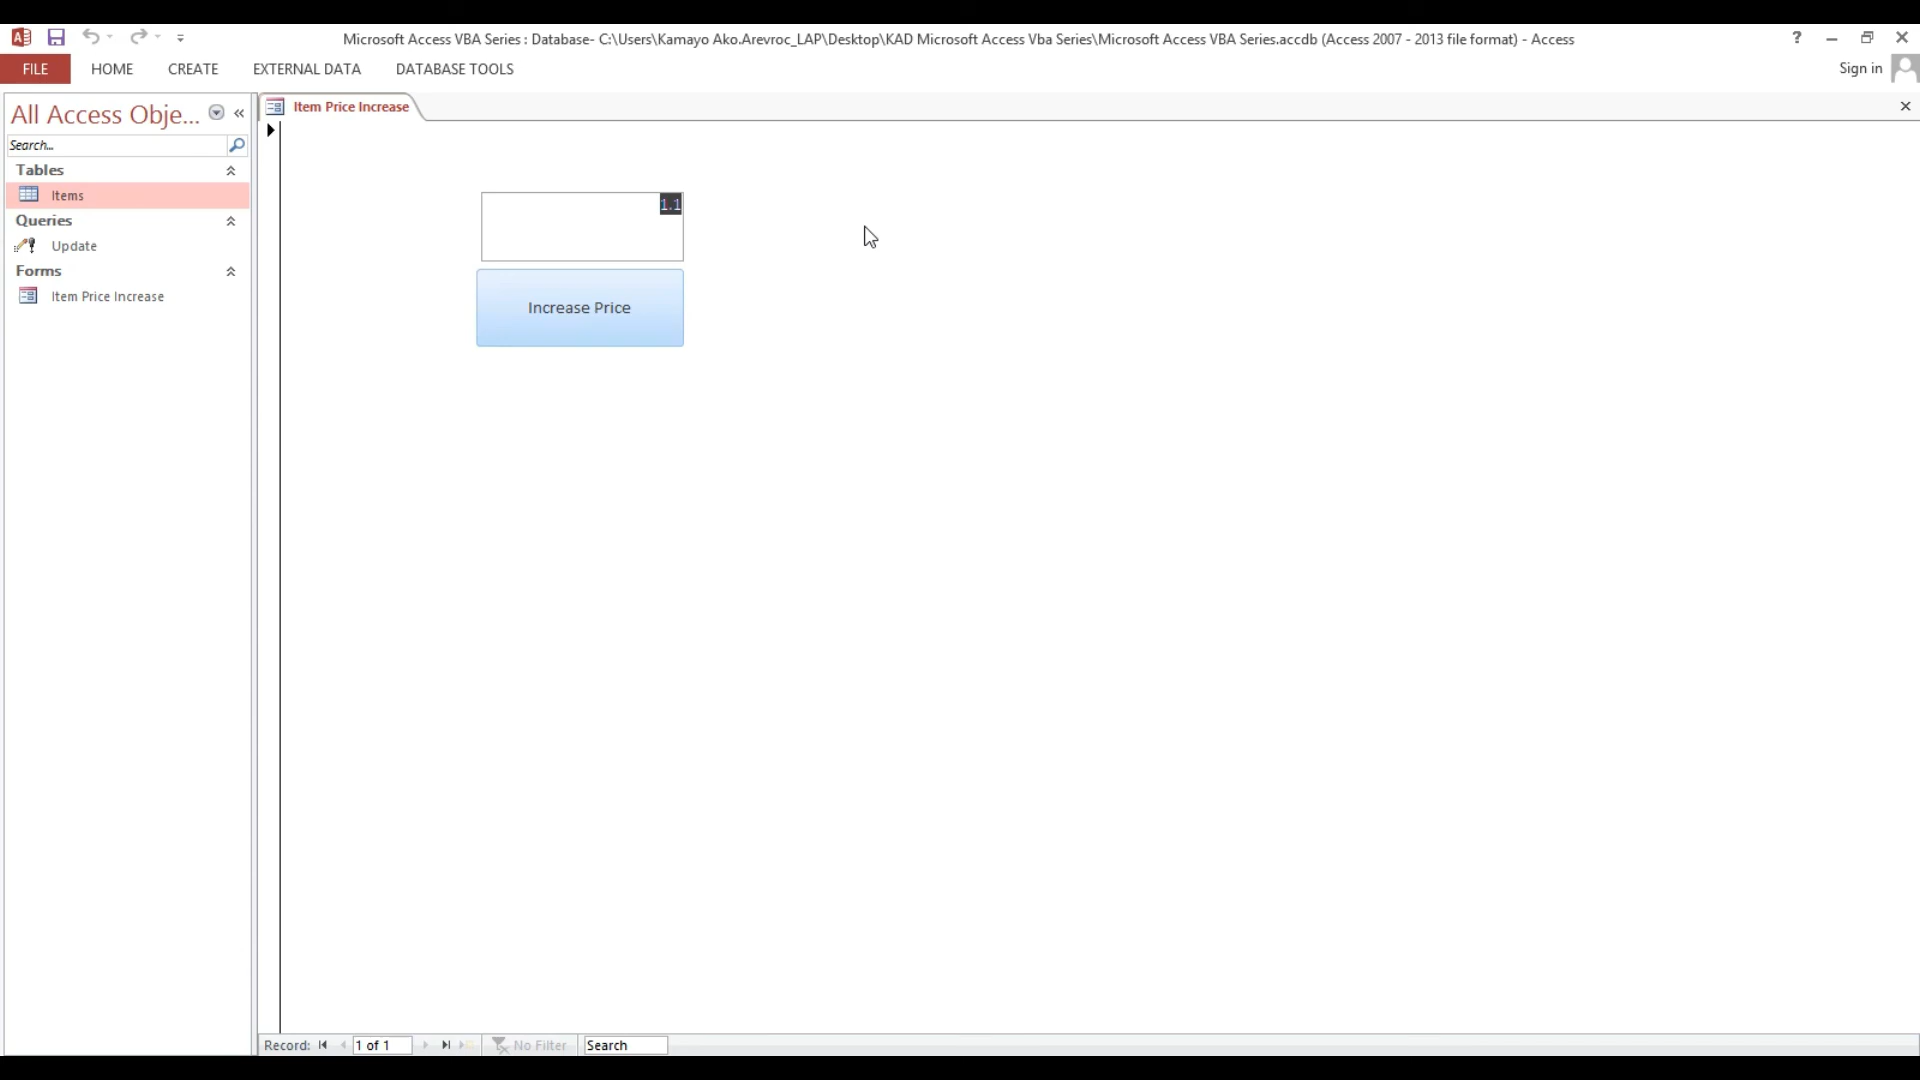 Microsoft Access VBA Series : Database- C:\Users\Kamayo Ako.Arevroc_LAP\Desktop\KAD Microsoft Access Vba Series\Microsoft Access VBA Series.accdb (Access 2007 - 2013 file format) - Access
FILE HOME CREATE EXTERNAL DATA DATABASE TOOLS Sign in
All Access Obje...
Item Price Increase
Search...
Tables
Items
Queries
Update
Forms
Item Price Increase
1.1
Increase Price
Record: 1 of 1 No Filter Search